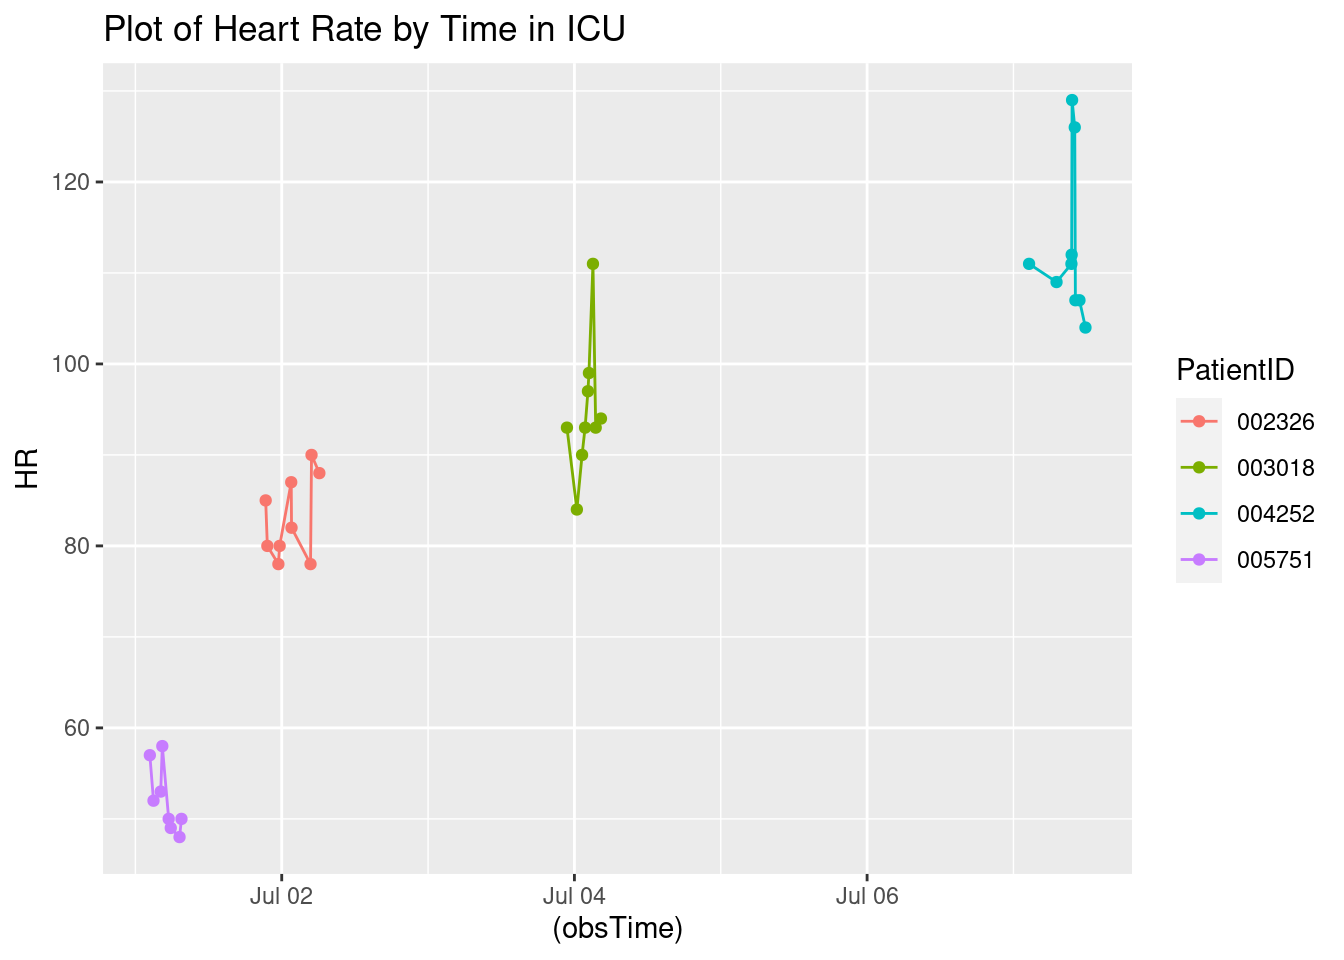 Plot of Heart Rate by Time in ICU
120
100
80
60
HR
Jul 02 Jul 04 Jul 06
(obsTime)
PatientID
002326
003018
004252
005751